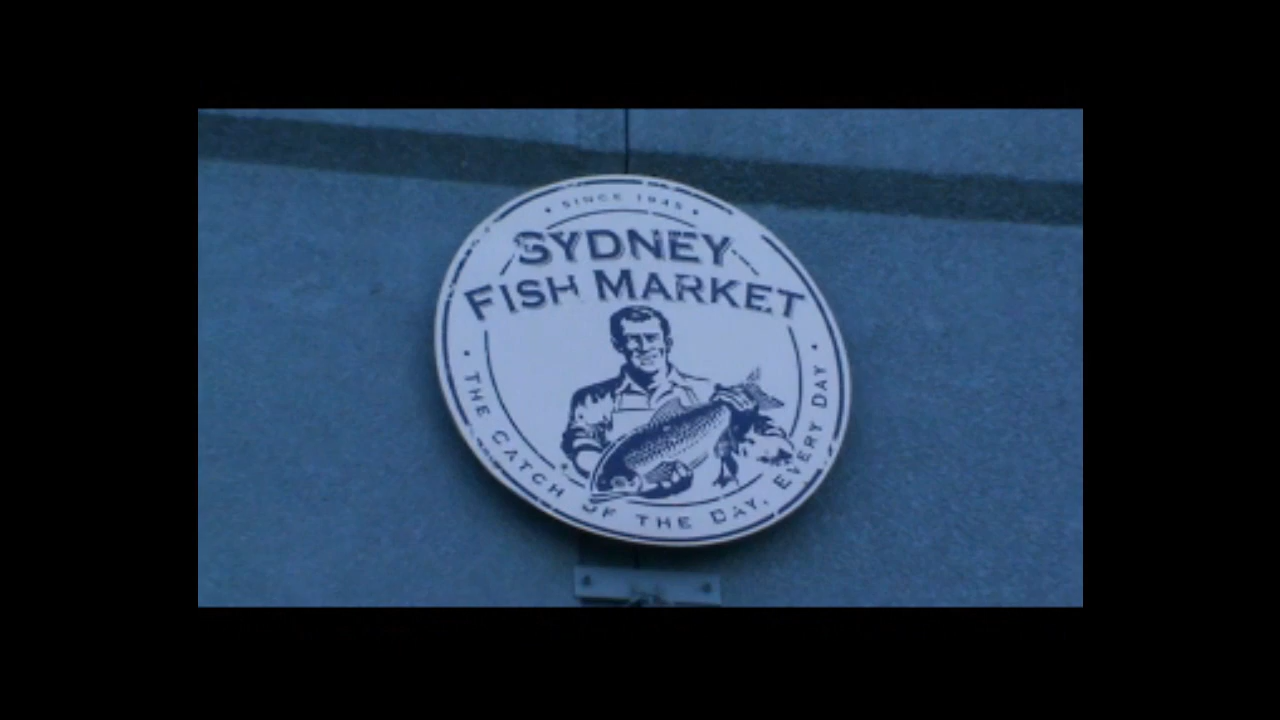 • SINCE 1945 •
SYDNEY
FISH MARKET
• THE CATCH OF THE DAY, EVERY DAY •